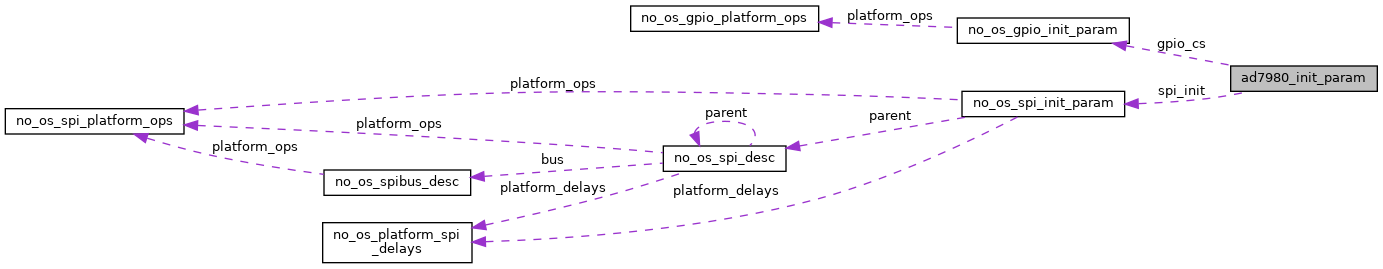 no_os_gpio_platform_ops
platform_ops
no_os_gpio_init_param
gpio_cs
ad7980_init_param
spi_init
platform_ops
no_os_spi_init_param
no_os_spi_platform_ops
platform_ops
parent
parent
no_os_spi_desc
platform_ops
bus
no_os_spibus_desc
platform_delays
platform_delays
no_os_platform_spi
_delays